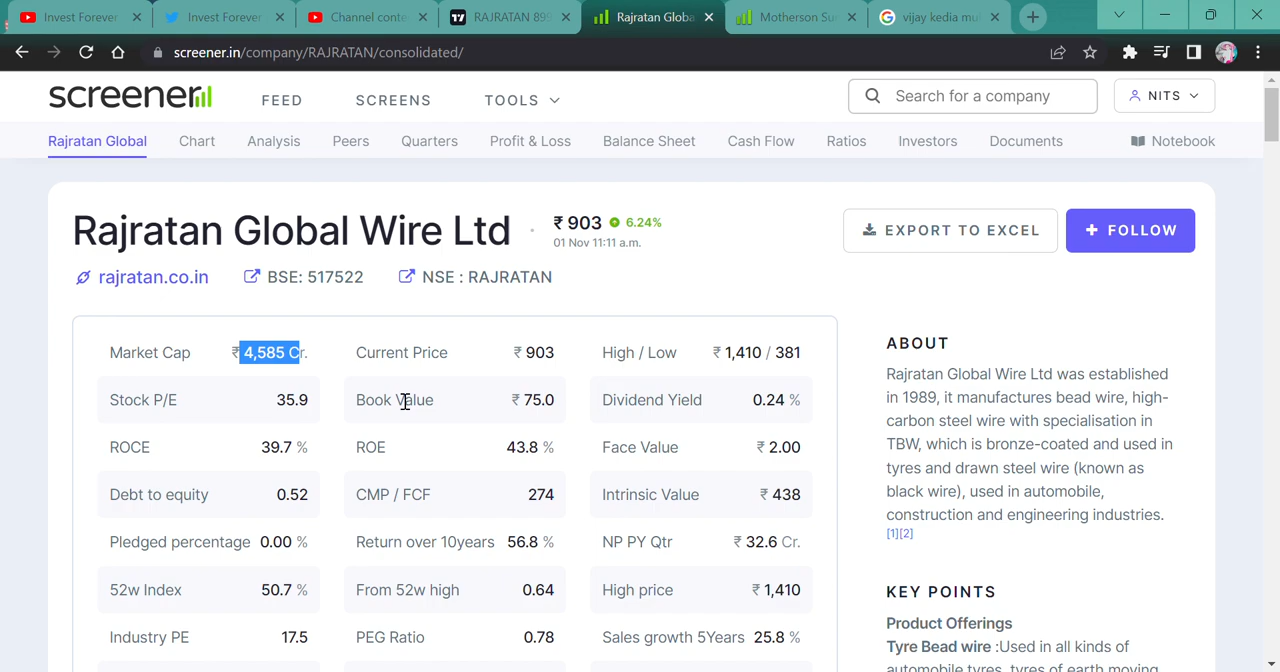 Invest Forever
Invest Forever
Channel conte
RAJRATAN 899
Rajratan Globa
Motherson Su
vijay kedia mul
screener.in/company/RAJRATAN/consolidated/
screener
FEED
SCREENS
TOOLS
Search for a company
NITS
Rajratan Global
Chart
Analysis
Peers
Quarters
Profit & Loss
Balance Sheet
Cash Flow
Ratios
Investors
Documents
Notebook
Rajratan Global Wire Ltd
₹ 903 6.24%
01 Nov 11:11 a.m.
EXPORT TO EXCEL
+ FOLLOW
rajratan.co.in
BSE: 517522
NSE : RAJRATAN
Market Cap ₹ 4,585 Cr.
Current Price ₹ 903
High / Low ₹ 1,410 / 381
Stock P/E 35.9
Book Value ₹ 75.0
Dividend Yield 0.24 %
ROCE 39.7 %
ROE 43.8 %
Face Value ₹ 2.00
Debt to equity 0.52
CMP / FCF 274
Intrinsic Value ₹ 438
Pledged percentage 0.00 %
Return over 10years 56.8 %
NP PY Qtr ₹ 32.6 Cr.
52w Index 50.7 %
From 52w high 0.64
High price ₹ 1,410
Industry PE 17.5
PEG Ratio 0.78
Sales growth 5Years 25.8 %
ABOUT
Rajratan Global Wire Ltd was established
in 1989, it manufactures bead wire, high-
carbon steel wire with specialisation in
TBW, which is bronze-coated and used in
tyres and drawn steel wire (known as
black wire), used in automobile,
construction and engineering industries.
[1][2]
KEY POINTS
Product Offerings
Tyre Bead wire :Used in all kinds of
automobile tyres, tyres of earth moving